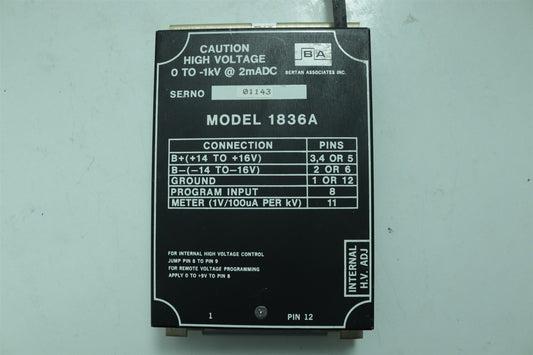 CAUTION
HIGH VOLTAGE
0 TO -1kV @ 2mADC
BA
BERTAN ASSOCIATES INC.
SERNO 01143
MODEL 1836A
CONNECTION PINS
B+(+14 TO +16V) 3,4 OR 5
B-(-14 TO-16V) 2 OR 6
GROUND 1 OR 12
PROGRAM INPUT 8
METER (1V/100uA PER kV) 11
FOR INTERNAL HIGH VOLTAGE CONTROL
JUMP PIN 8 TO PIN 9
FOR REMOTE VOLTAGE PROGRAMMING
APPLY 0 TO +9V TO PIN 8
INTERNAL
H.V. ADJ
1 PIN 12